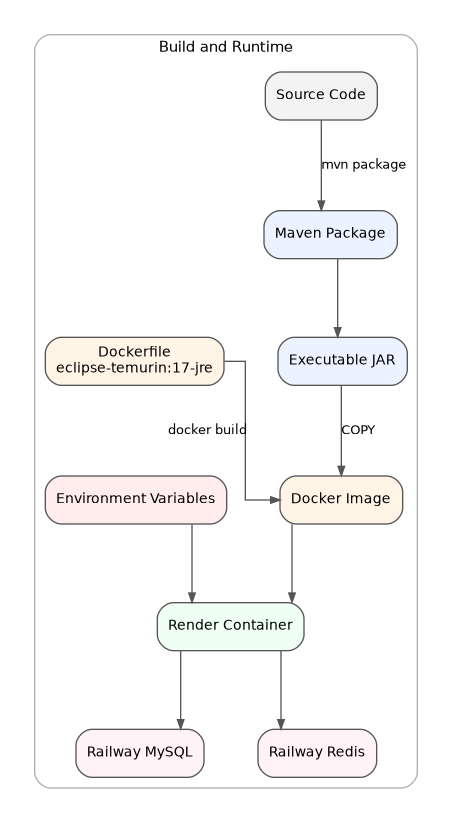 Build and Runtime
Source Code
mvn package
Maven Package
Dockerfile
eclipse-temurin:17-jre
Executable JAR
docker build
COPY
Environment Variables
Docker Image
Render Container
Railway MySQL
Railway Redis